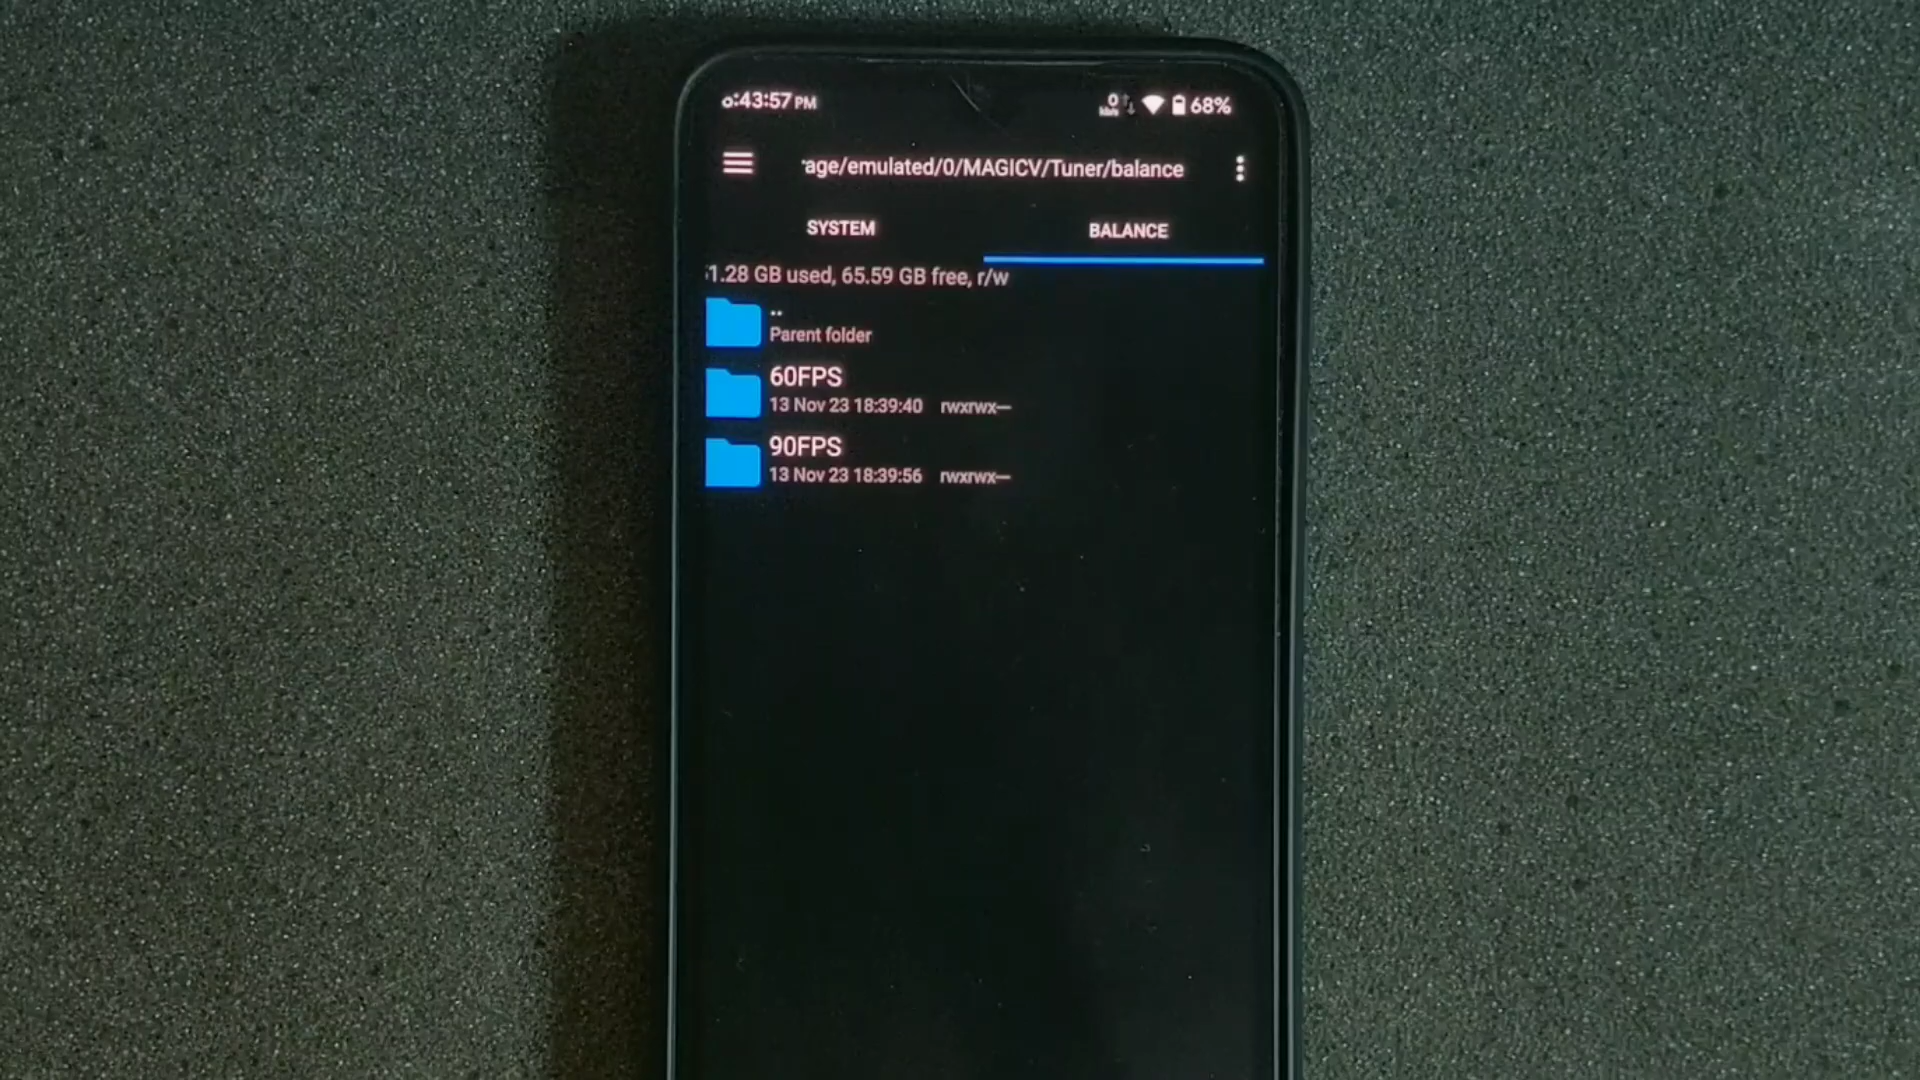 :43:57 PM 0 68%
age/emulated/0/MAGICV/Tuner/balance
SYSTEM BALANCE
1.28 GB used, 65.59 GB free, r/w
..
Parent folder
60FPS
13 Nov 23 18:39:40 rwxrwx—
90FPS
13 Nov 23 18:39:56 rwxrwx—